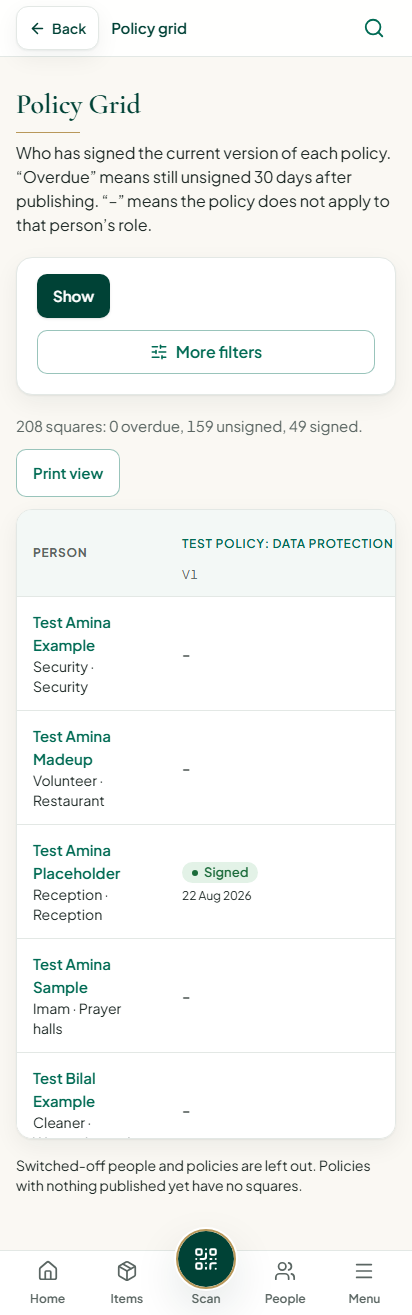 Back
Policy grid
Policy Grid
Who has signed the current version of each policy.
“Overdue” means still unsigned 30 days after
publishing. “–” means the policy does not apply to
that person’s role.
Show
More filters
208 squares: 0 overdue, 159 unsigned, 49 signed.
Print view
PERSON
TEST POLICY: DATA PROTECTION
V1
Test Amina
Example
Security ·
Security
–
Test Amina
Madeup
Volunteer ·
Restaurant
–
Test Amina
Placeholder
Reception ·
Reception
Signed
22 Aug 2026
Test Amina
Sample
Imam · Prayer
halls
–
Test Bilal
Example
Cleaner ·
–
Switched-off people and policies are left out. Policies
with nothing published yet have no squares.
Home
Items
Scan
People
Menu